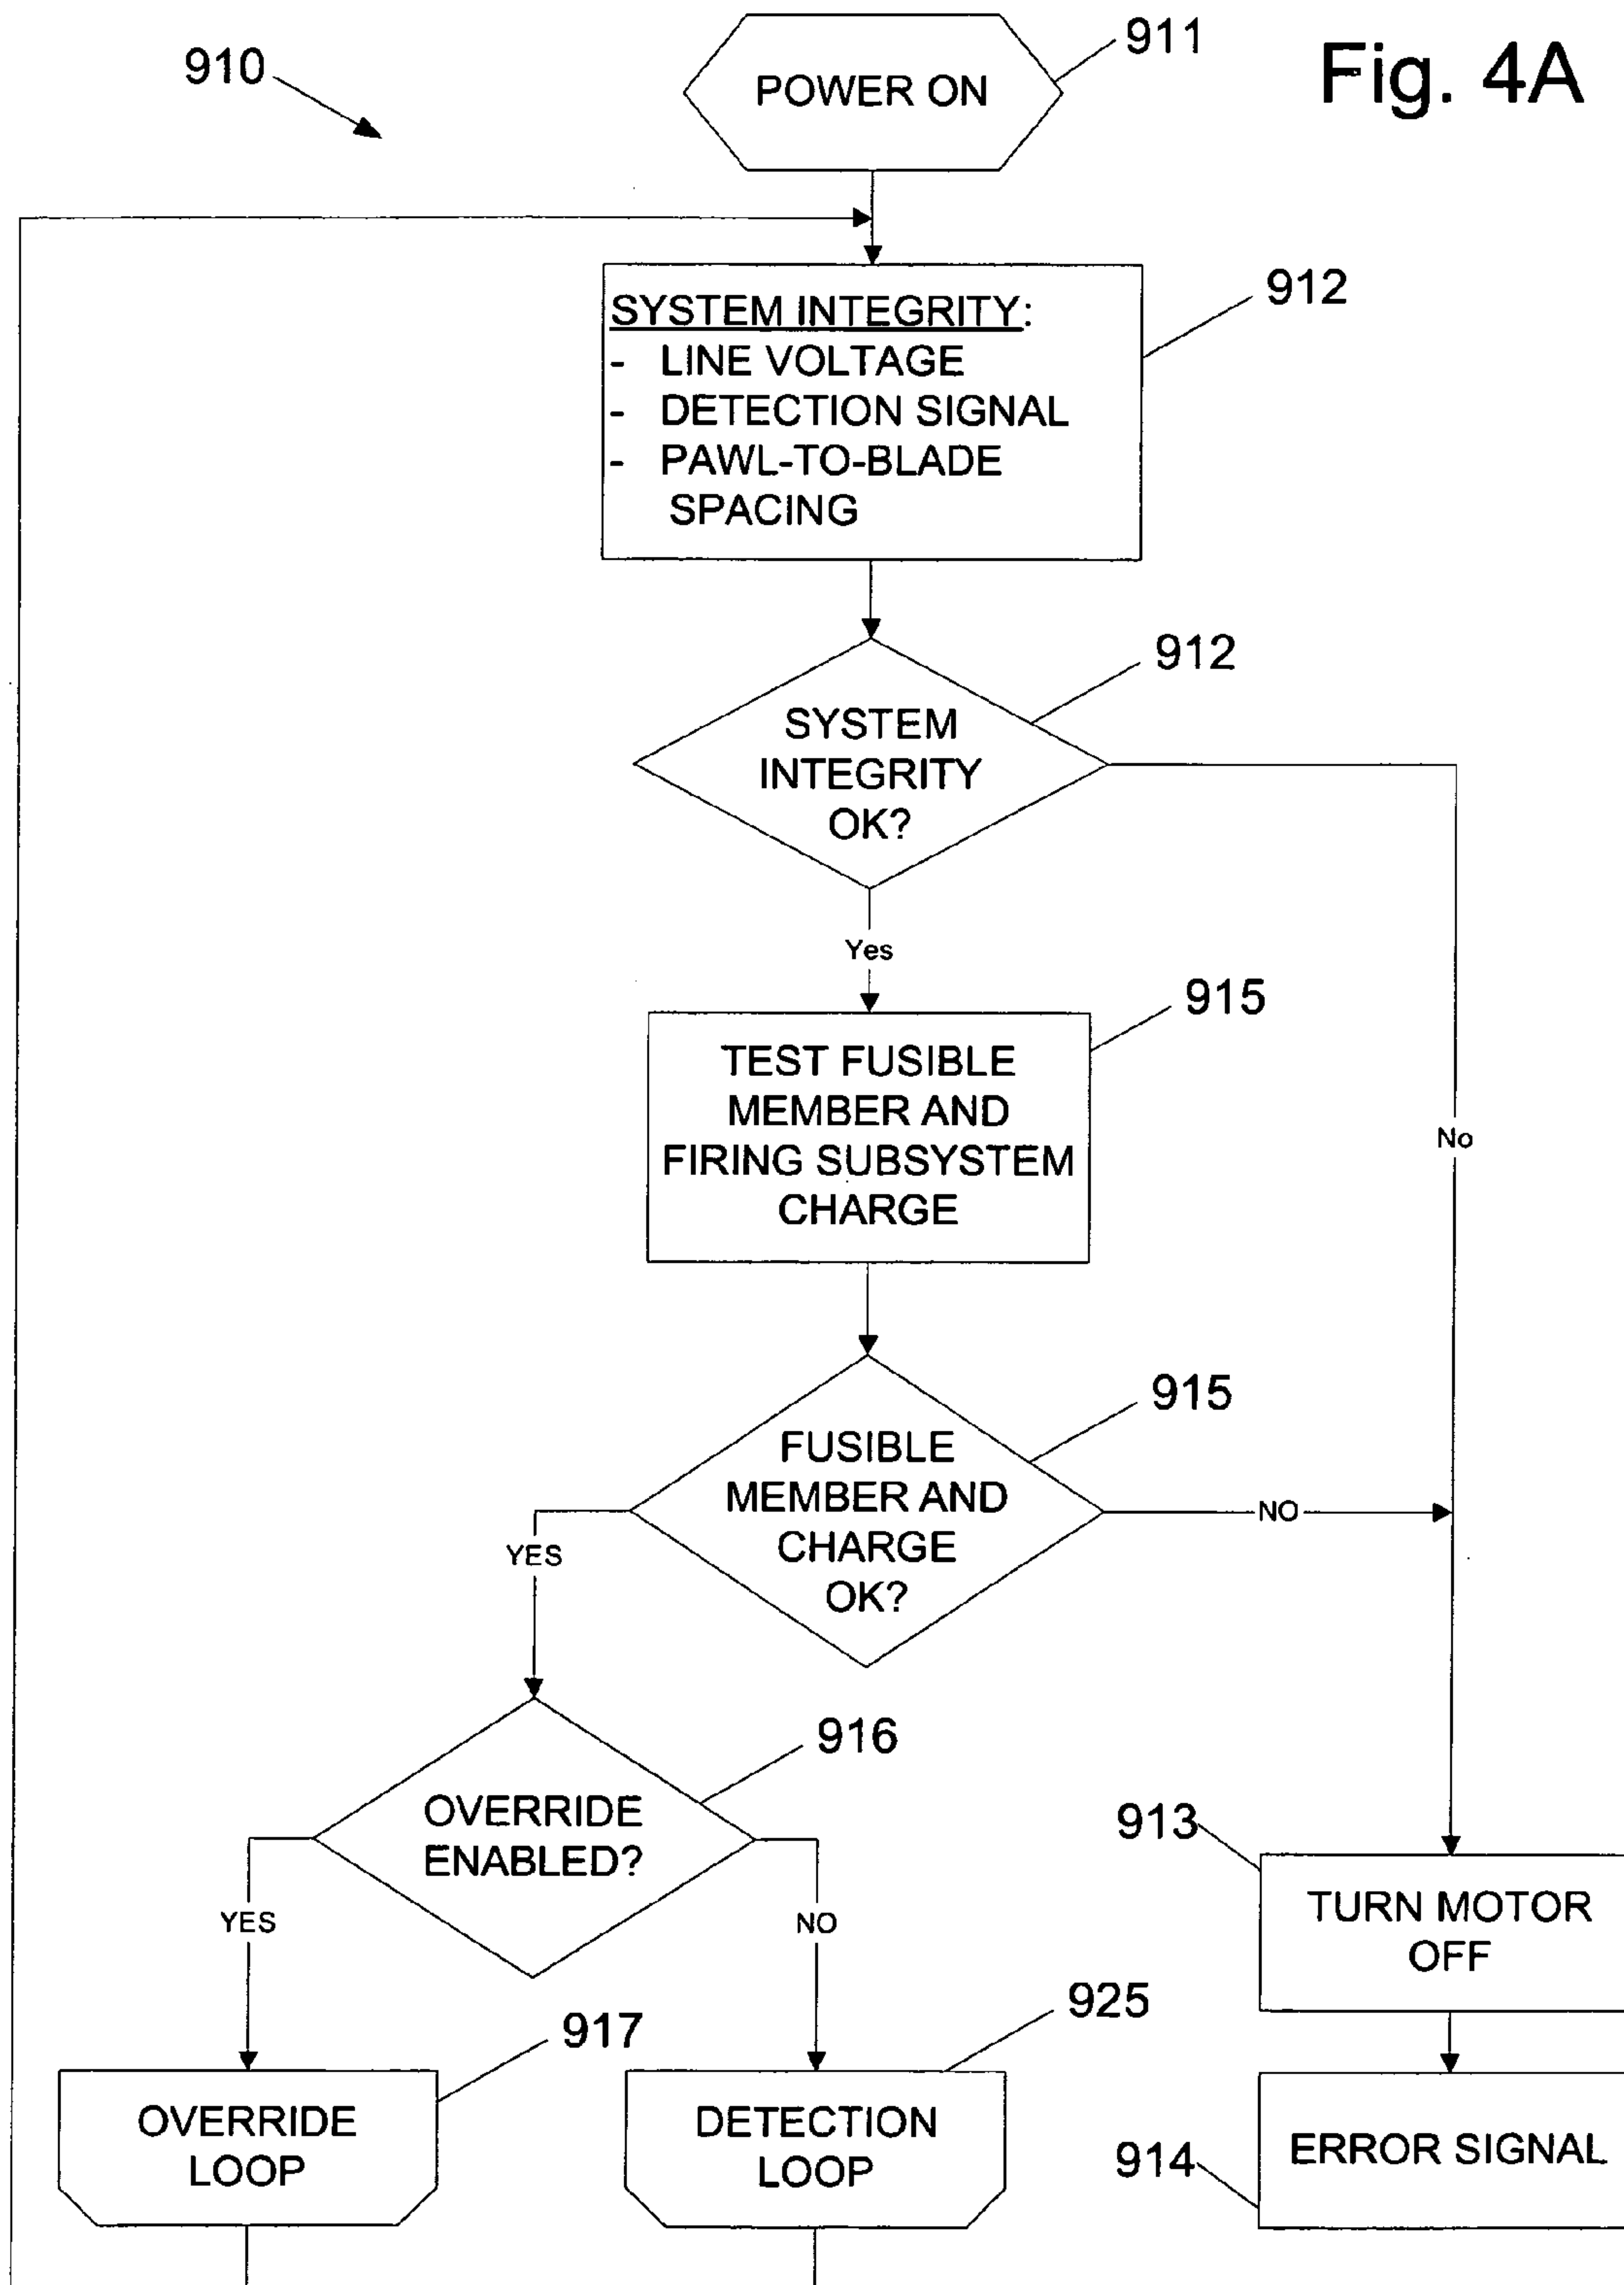 Fig. 4A
910
POWER ON
911
SYSTEM INTEGRITY:
- LINE VOLTAGE
- DETECTION SIGNAL
- PAWL-TO-BLADE
SPACING
912
SYSTEM
INTEGRITY
OK?
912
Yes
No
TEST FUSIBLE
MEMBER AND
FIRING SUBSYSTEM
CHARGE
915
FUSIBLE
MEMBER AND
CHARGE
OK?
915
YES
NO
OVERRIDE
ENABLED?
916
YES
NO
913
TURN MOTOR
OFF
OVERRIDE
LOOP
917
DETECTION
LOOP
925
914
ERROR SIGNAL